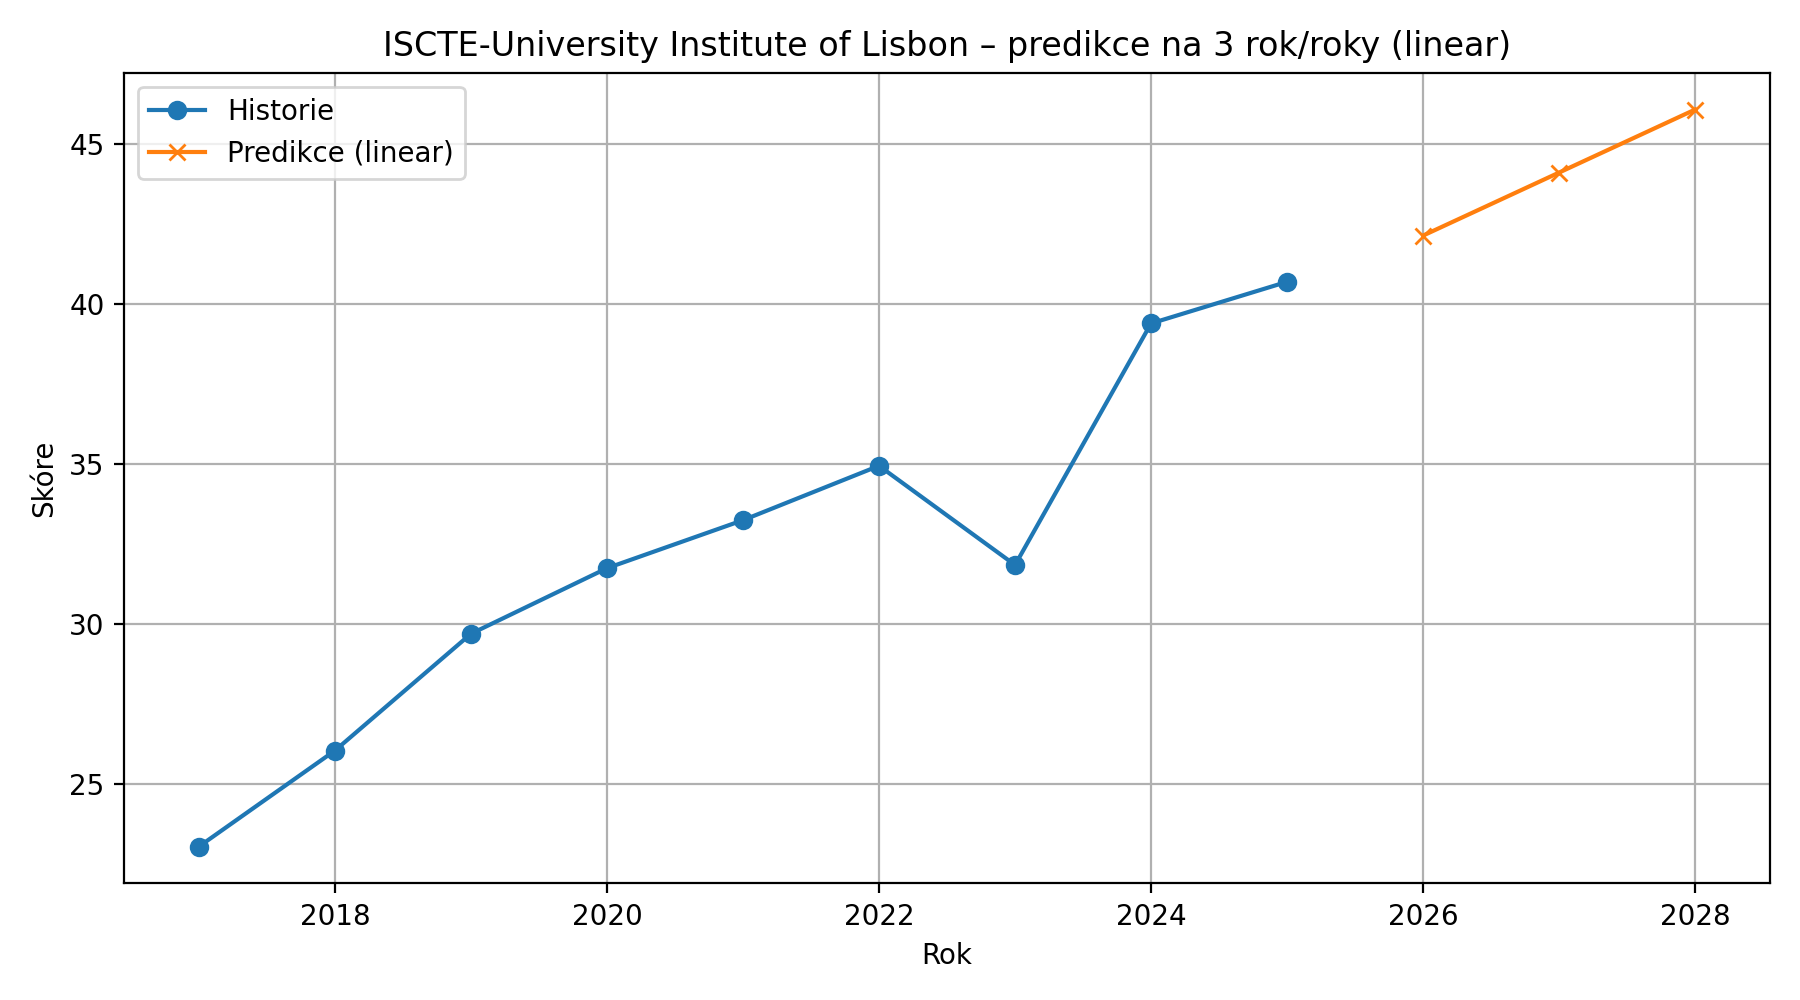 ISCTE-University Institute of Lisbon – predikce na 3 rok/roky (linear)
Historie
Predikce (linear)
45
40
35
30
25
Skóre
2018 2020 2022 2024 2026 2028
Rok